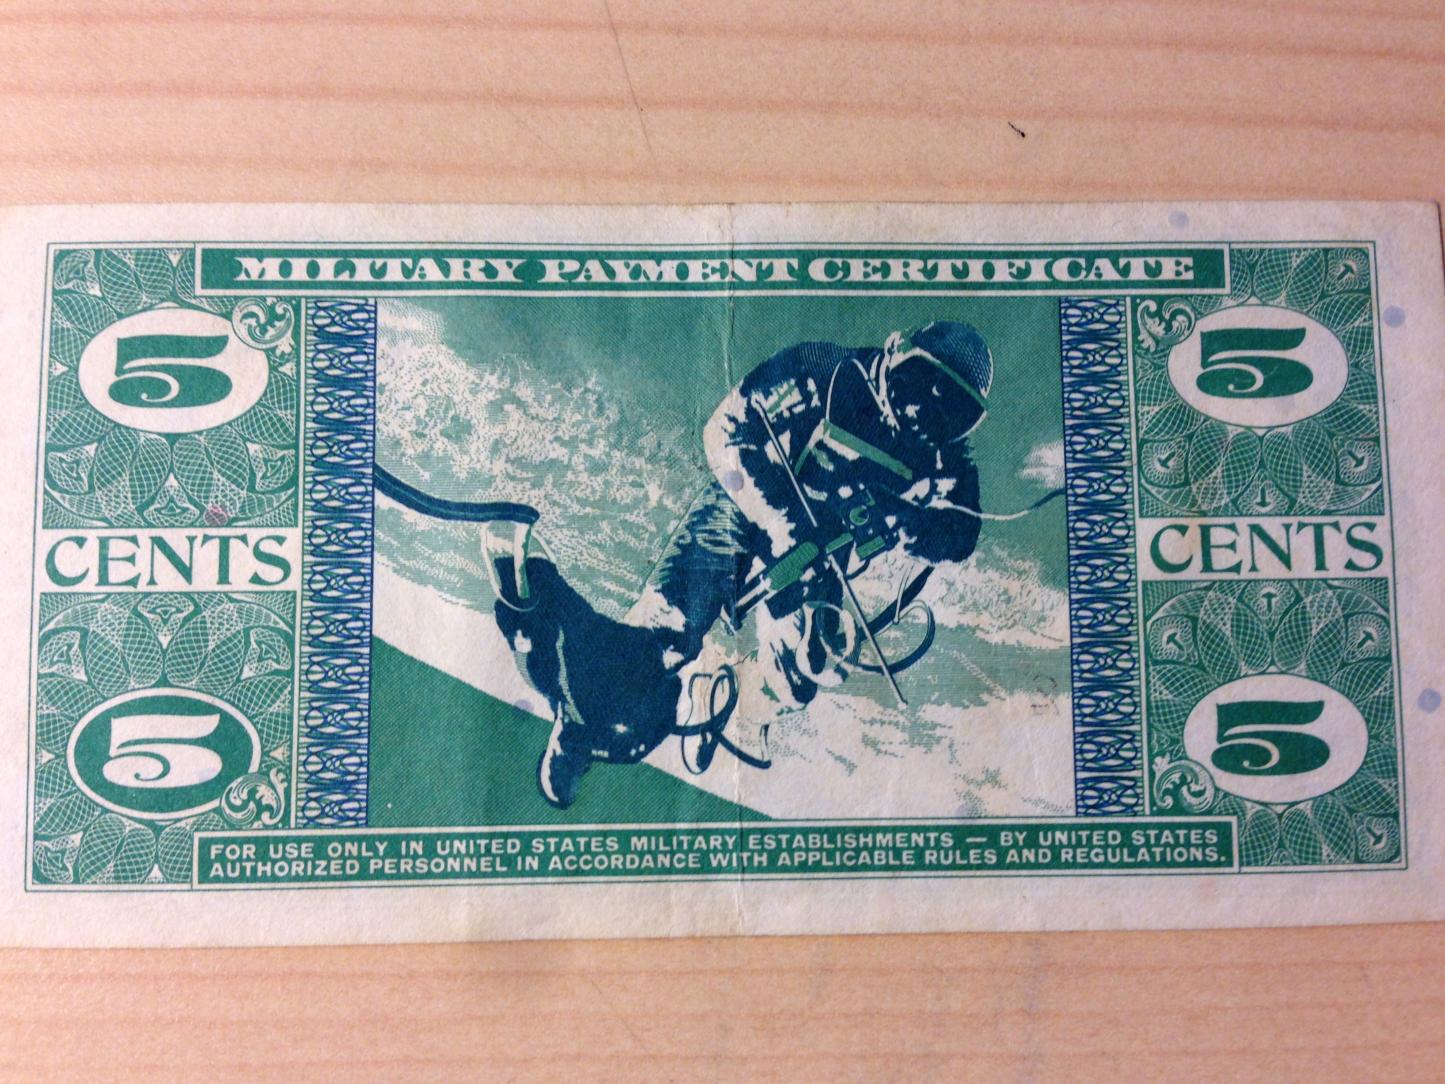 MILITARY PAYMENT CERTIFICATE
5
5
CENTS
CENTS
5
5
FOR USE ONLY IN UNITED STATES MILITARY ESTABLISHMENTS — BY UNITED STATES
AUTHORIZED PERSONNEL IN ACCORDANCE WITH APPLICABLE RULES AND REGULATIONS.